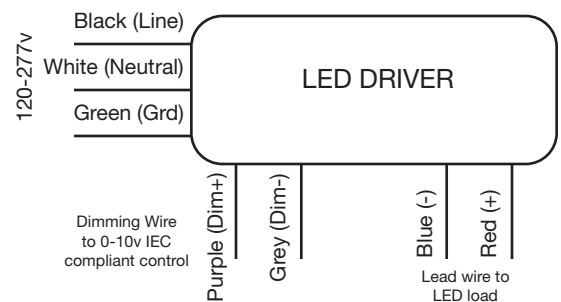 120-277v
Black (Line)
White (Neutral)
Green (Grd)
LED DRIVER
Dimming Wire
to 0-10v IEC
compliant control
Purple (Dim+)
Grey (Dim-)
Blue (-)
Red (+)
Lead wire to
LED load